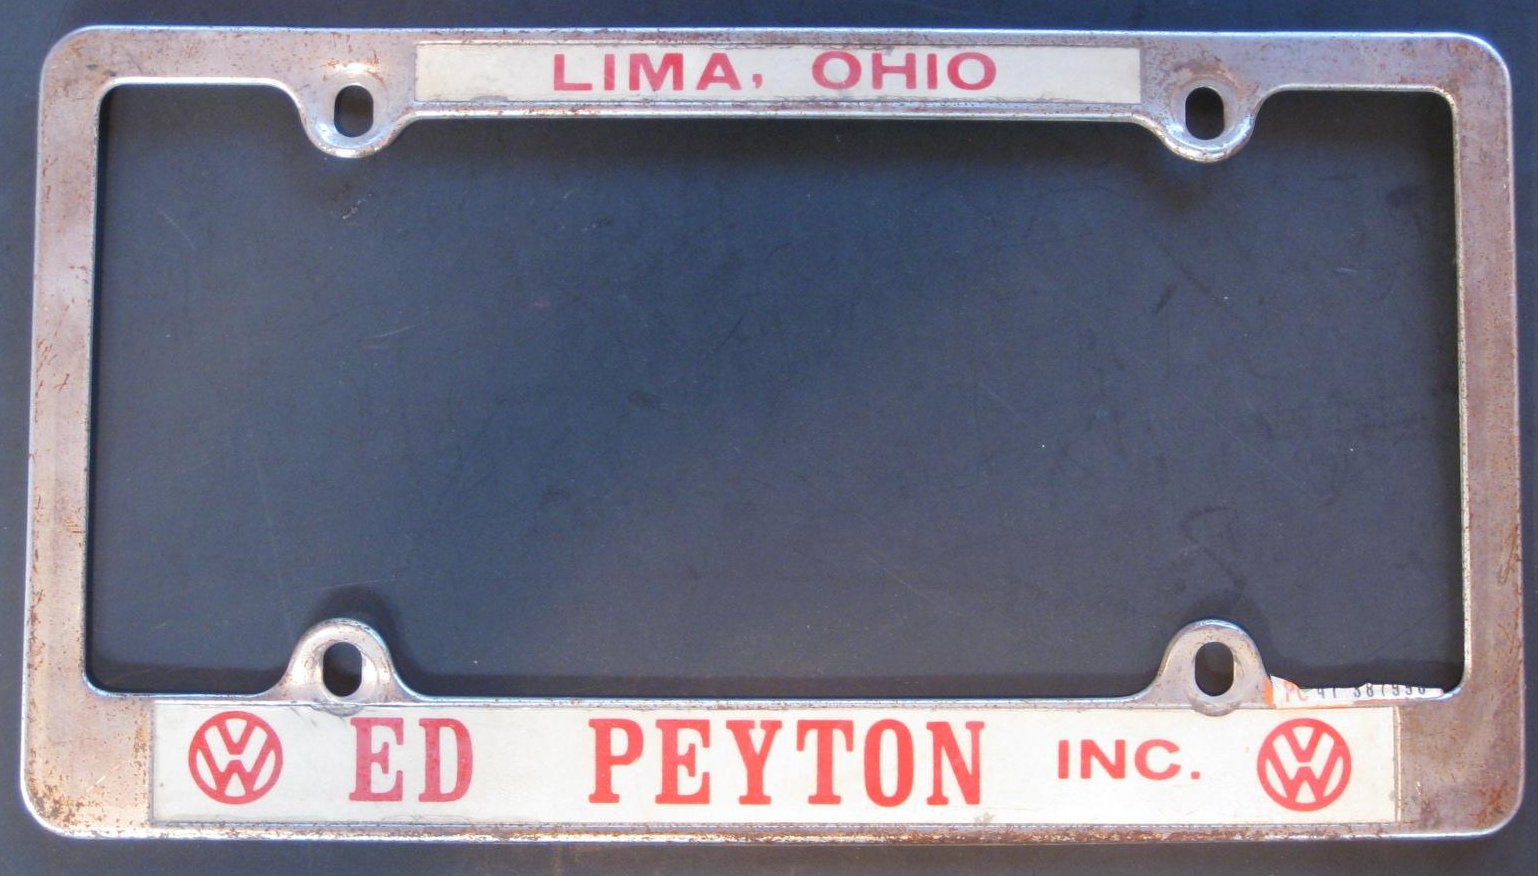 LIMA, OHIO
ED PEYTON INC.